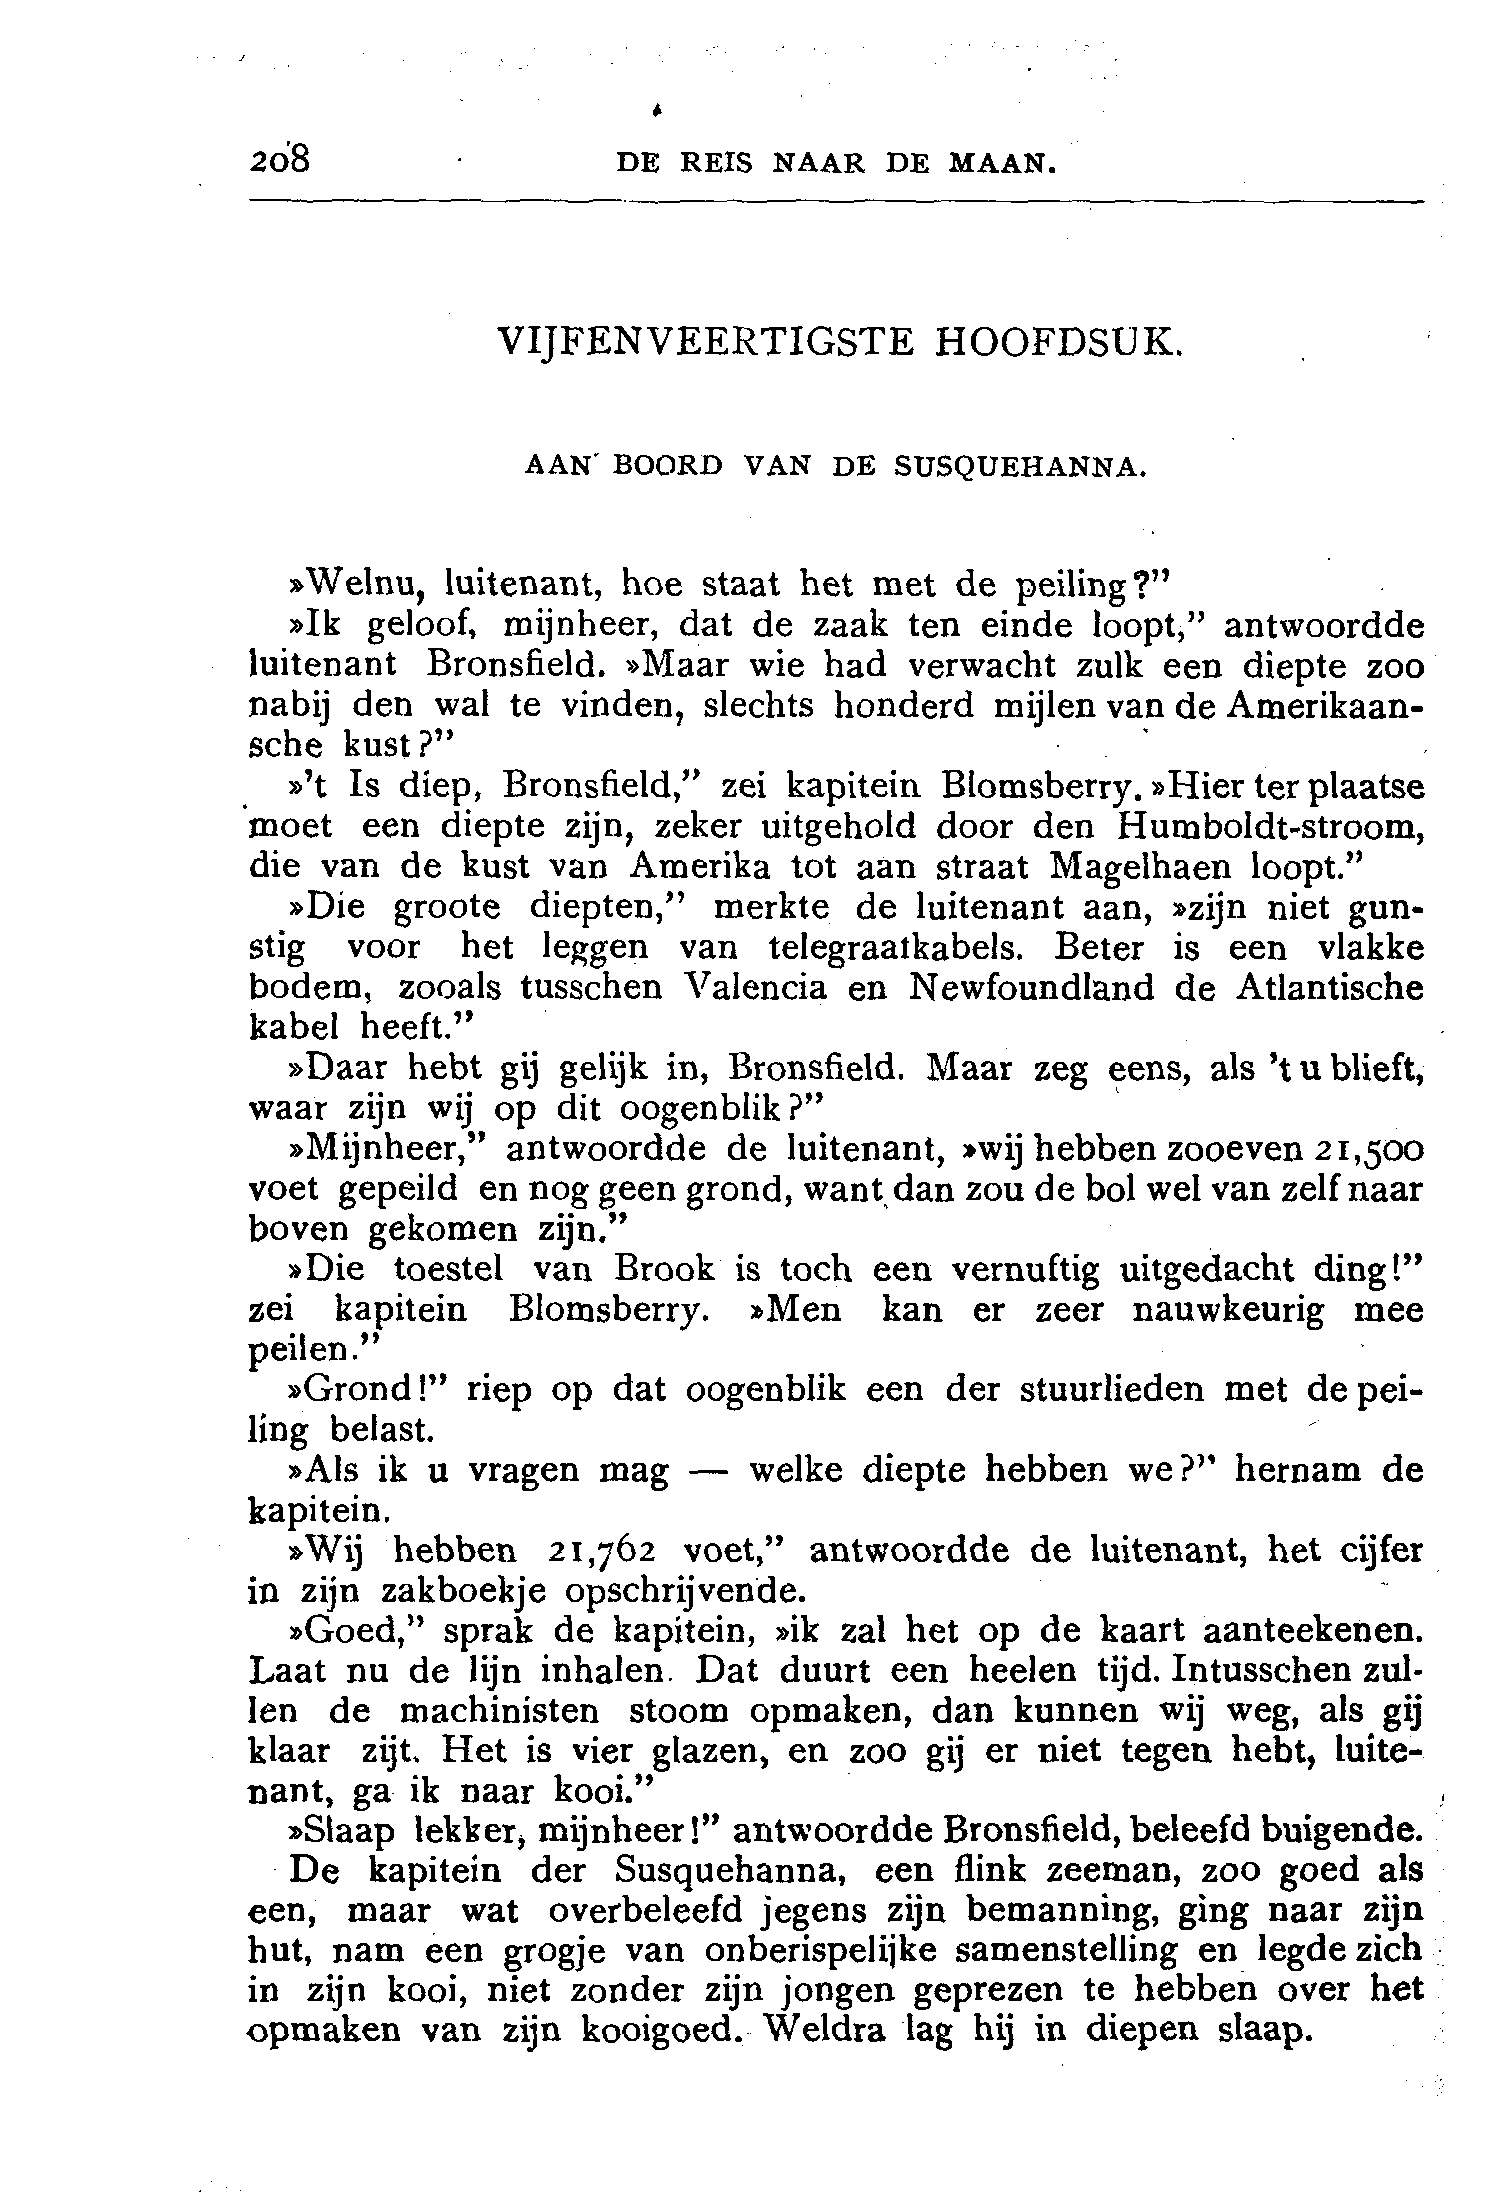 208 DE REIS NAAR DE MAAN.
VIJFENVEERTIGSTE HOOFDSUK.
AAN BOORD VAN DE SUSQUEHANNA.
»Welnu, luitenant, hoe staat het met de peiling?”
»Ik geloof, mijnheer, dat de zaak ten einde loopt,” antwoordde
luitenant Bronsfield. »Maar wie had verwacht zulk een diepte zoo
nabij den wal te vinden, slechts honderd mijlen van de Amerikaan-
sche kust?”
»’t Is diep, Bronsfield,” zei kapitein Blomsberry. »Hier ter plaatse
moet een diepte zijn, zeker uitgehold door den Humboldt-stroom,
die van de kust van Amerika tot aan straat Magelhaen loopt.”
»Die groote diepten,” merkte de luitenant aan, »zijn niet gun-
stig voor het leggen van telegraafkabels. Beter is een vlakke
bodem, zooals tusschen Valencia en Newfoundland de Atlantische
kabel heeft.”
»Daar hebt gij gelijk in, Bronsfield. Maar zeg eens, als ’t u blieft,
waar zijn wij op dit oogenblik?”
»Mijnheer,” antwoordde de luitenant, »wij hebben zooeven 21,500
voet gepeild en nog geen grond, want dan zou de bol wel van zelf naar
boven gekomen zijn.”
»Die toestel van Brook is toch een vernuftig uitgedacht ding!”
zei kapitein Blomsberry. »Men kan er zeer nauwkeurig mee
peilen.”
»Grond!” riep op dat oogenblik een der stuurlieden met de pei-
ling belast.
»Als ik u vragen mag — welke diepte hebben we?” hernam de
kapitein.
»Wij hebben 21,762 voet,” antwoordde de luitenant, het cijfer
in zijn zakboekje opschrijvende.
»Goed,” sprak de kapitein, »ik zal het op de kaart aanteekenen.
Laat nu de lijn inhalen. Dat duurt een heelen tijd. Intusschen zul-
len de machinisten stoom opmaken, dan kunnen wij weg, als gij
klaar zijt. Het is vier glazen, en zoo gij er niet tegen hebt, luite-
nant, ga ik naar kooi.”
»Slaap lekker, mijnheer!” antwoordde Bronsfield, beleefd buigende.
De kapitein der Susquehanna, een flink zeeman, zoo goed als
een, maar wat overbeleefd jegens zijn bemanning, ging naar zijn
hut, nam een grogje van onberispelijke samenstelling en legde zich
in zijn kooi, niet zonder zijn jongen geprezen te hebben over het
opmaken van zijn kooigoed. Weldra lag hij in diepen slaap.